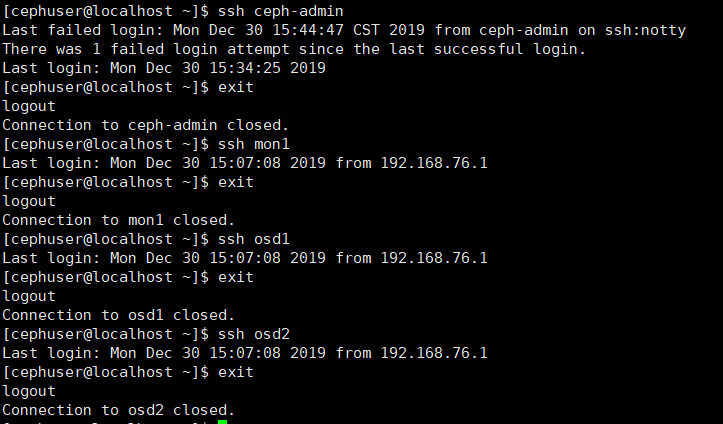 [cephuser@localhost ~]$ ssh ceph-admin
Last failed login: Mon Dec 30 15:44:47 CST 2019 from ceph-admin on ssh:notty
There was 1 failed login attempt since the last successful login.
Last login: Mon Dec 30 15:34:25 2019
[cephuser@localhost ~]$ exit
logout
Connection to ceph-admin closed.
[cephuser@localhost ~]$ ssh mon1
Last login: Mon Dec 30 15:07:08 2019 from 192.168.76.1
[cephuser@localhost ~]$ exit
logout
Connection to mon1 closed.
[cephuser@localhost ~]$ ssh osd1
Last login: Mon Dec 30 15:07:08 2019 from 192.168.76.1
[cephuser@localhost ~]$ exit
logout
Connection to osd1 closed.
[cephuser@localhost ~]$ ssh osd2
Last login: Mon Dec 30 15:07:08 2019 from 192.168.76.1
[cephuser@localhost ~]$ exit
logout
Connection to osd2 closed.
[cephuser@localhost ~]$